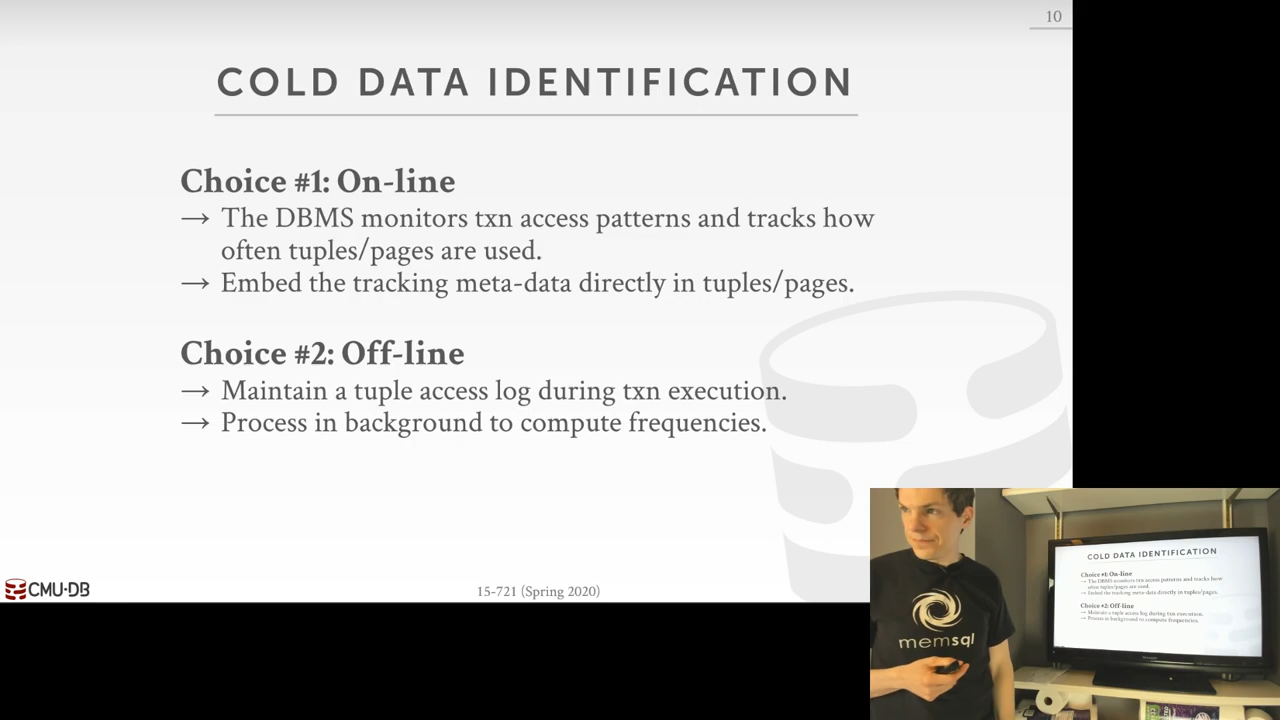 10
COLD DATA IDENTIFICATION
Choice #1: On-line
→ The DBMS monitors txn access patterns and tracks how
often tuples/pages are used.
→ Embed the tracking meta-data directly in tuples/pages.
Choice #2: Off-line
→ Maintain a tuple access log during txn execution.
→ Process in background to compute frequencies.
CMU·DB
15-721 (Spring 2020)
memsql
COLD DATA IDENTIFICATION
Choice #1: On-line
→ The DBMS monitors txn access patterns and tracks how
often tuples/pages are used.
→ Embed the tracking meta-data directly in tuples/pages.
Choice #2: Off-line
→ Maintain a tuple access log during txn execution.
→ Process in background to compute frequencies.